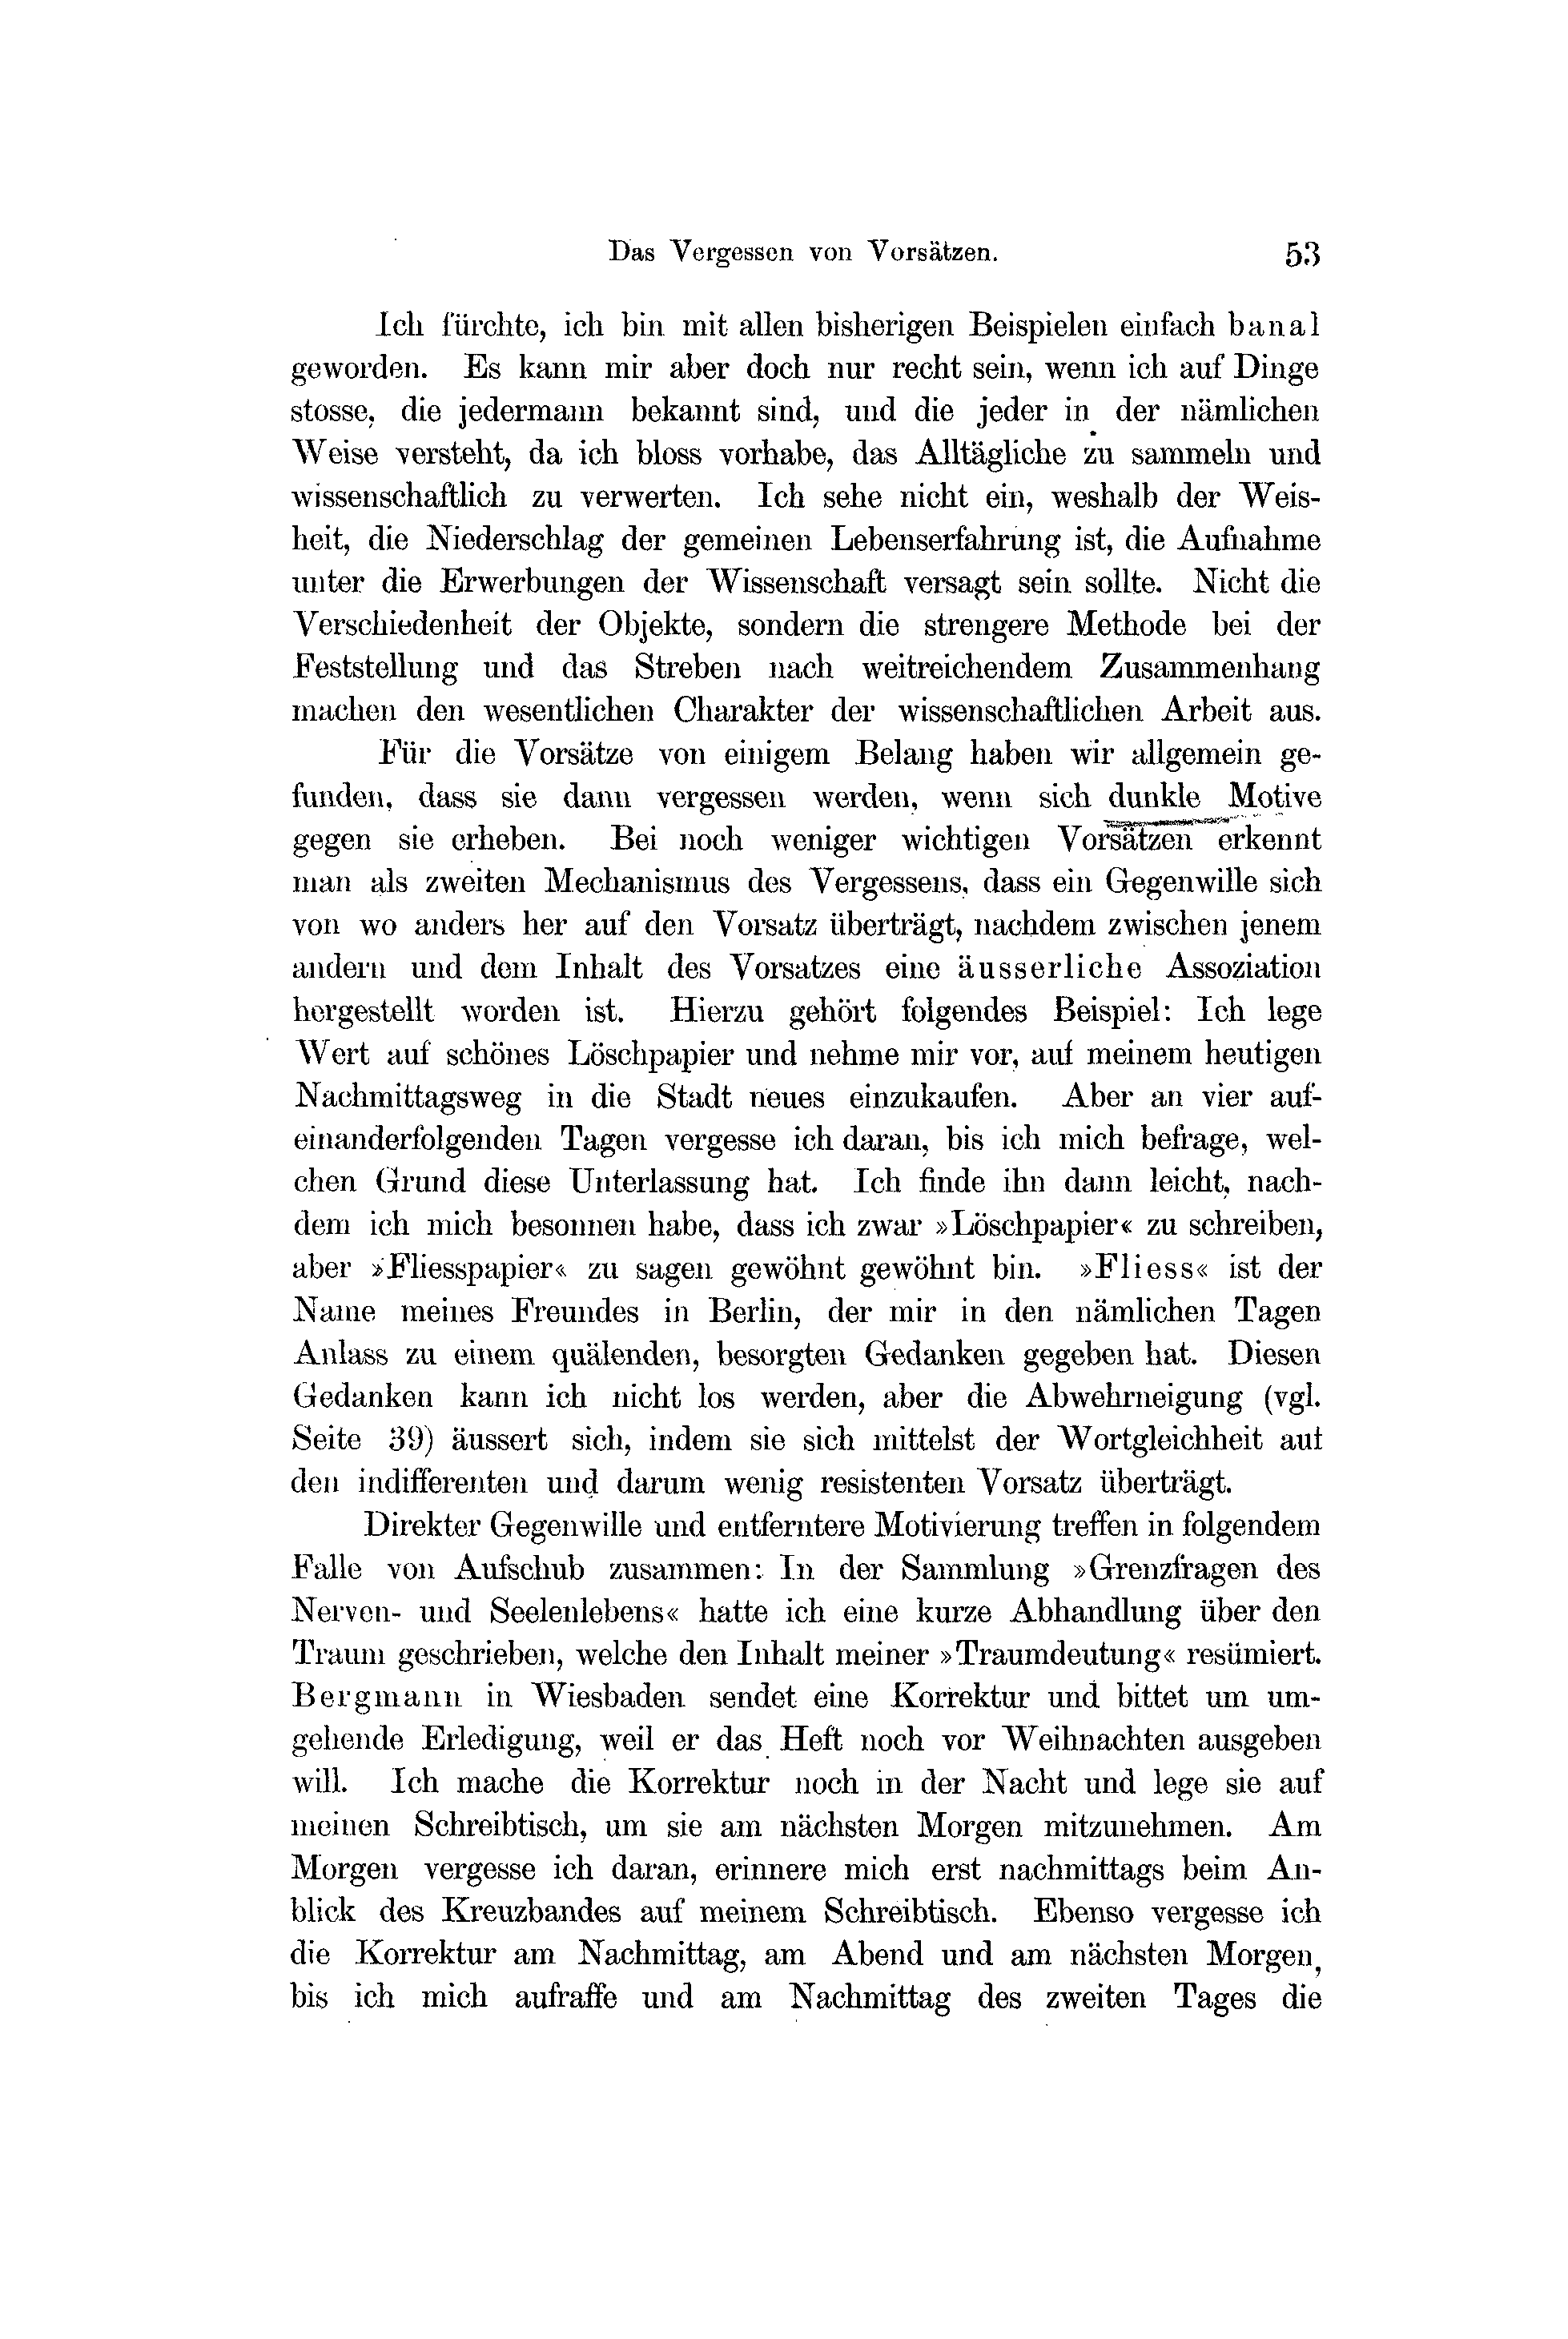 Das Vergessen von Vorsätzen. 53
Ich fürchte, ich bin mit allen bisherigen Beispielen einfach banal
geworden. Es kann mir aber doch nur recht sein, wenn ich auf Dinge
stosse, die jedermann bekannt sind, und die jeder in der nämlichen
Weise versteht, da ich bloss vorhabe, das Alltägliche zu sammeln und
wissenschaftlich zu verwerten. Ich sehe nicht ein, weshalb der Weis-
heit, die Niederschlag der gemeinen Lebenserfahrung ist, die Aufnahme
unter die Erwerbungen der Wissenschaft versagt sein sollte. Nicht die
Verschiedenheit der Objekte, sondern die strengere Methode bei der
Feststellung und das Streben nach weitreichendem Zusammenhang
machen den wesentlichen Charakter der wissenschaftlichen Arbeit aus.
Für die Vorsätze von einigem Belang haben wir allgemein ge-
funden, dass sie dann vergessen werden, wenn sich dunkle Motive
gegen sie erheben. Bei noch weniger wichtigen Vorsätzen erkennt
man als zweiten Mechanismus des Vergessens, dass ein Gegenwille sich
von wo anders her auf den Vorsatz überträgt, nachdem zwischen jenem
andern und dem Inhalt des Vorsatzes eine äusserliche Assoziation
hergestellt worden ist. Hierzu gehört folgendes Beispiel: Ich lege
Wert auf schönes Löschpapier und nehme mir vor, auf meinem heutigen
Nachmittagsweg in die Stadt neues einzukaufen. Aber an vier auf-
einanderfolgenden Tagen vergesse ich daran, bis ich mich befrage, wel-
chen Grund diese Unterlassung hat. Ich finde ihn dann leicht, nach-
dem ich mich besonnen habe, dass ich zwar »Löschpapier« zu schreiben,
aber »Fliesspapier« zu sagen gewöhnt gewöhnt bin. »Fliess« ist der
Name meines Freundes in Berlin, der mir in den nämlichen Tagen
Anlass zu einem quälenden, besorgten Gedanken gegeben hat. Diesen
Gedanken kann ich nicht los werden, aber die Abwehrneigung (vgl.
Seite 39) äussert sich, indem sie sich mittelst der Wortgleichheit auf
den indifferenten und darum wenig resistenten Vorsatz überträgt.
Direkter Gegenwille und entferntere Motivierung treffen in folgendem
Falle von Aufschub zusammen: In der Sammlung »Grenzfragen des
Nerven- und Seelenlebens« hatte ich eine kurze Abhandlung über den
Traum geschrieben, welche den Inhalt meiner »Traumdeutung« resümiert.
Bergmann in Wiesbaden sendet eine Korrektur und bittet um um-
gehende Erledigung, weil er das Heft noch vor Weihnachten ausgeben
will. Ich mache die Korrektur noch in der Nacht und lege sie auf
meinen Schreibtisch, um sie am nächsten Morgen mitzunehmen. Am
Morgen vergesse ich daran, erinnere mich erst nachmittags beim An-
blick des Kreuzbandes auf meinem Schreibtisch. Ebenso vergesse ich
die Korrektur am Nachmittag, am Abend und am nächsten Morgen,
bis ich mich aufraffe und am Nachmittag des zweiten Tages die